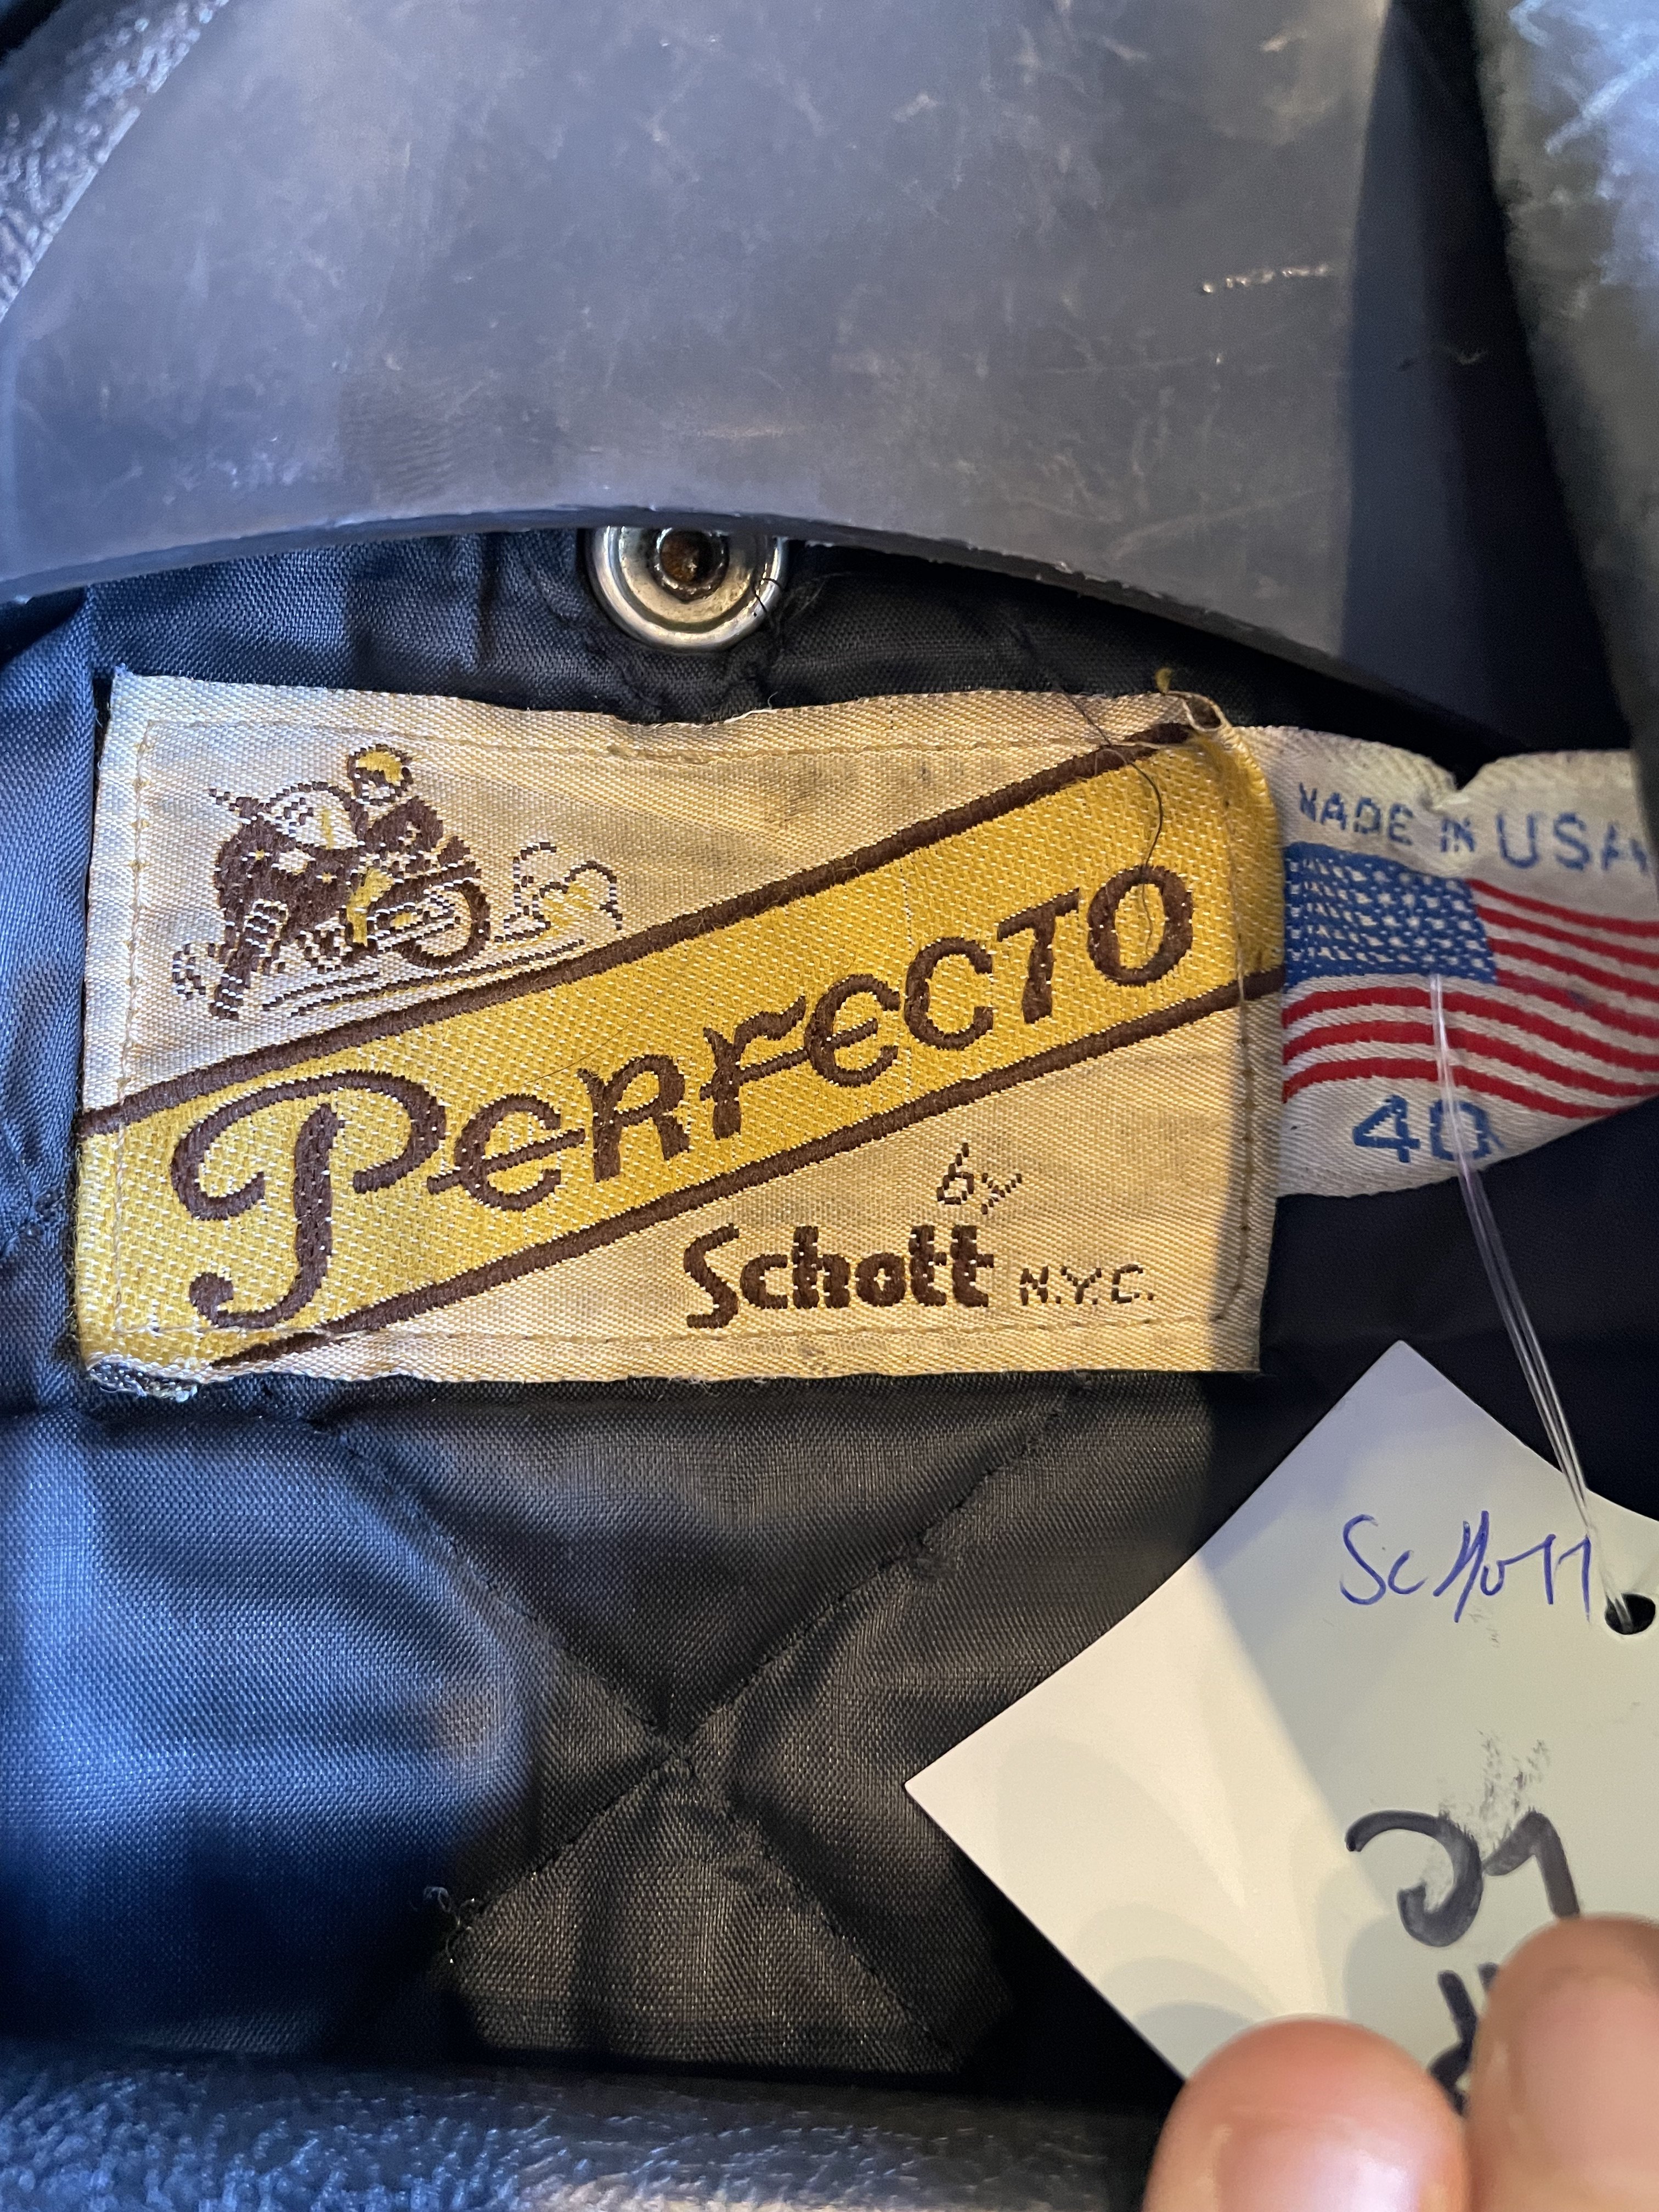 MADE IN USA
PERFECTO
40
by
Schott N.Y.C.
Schott